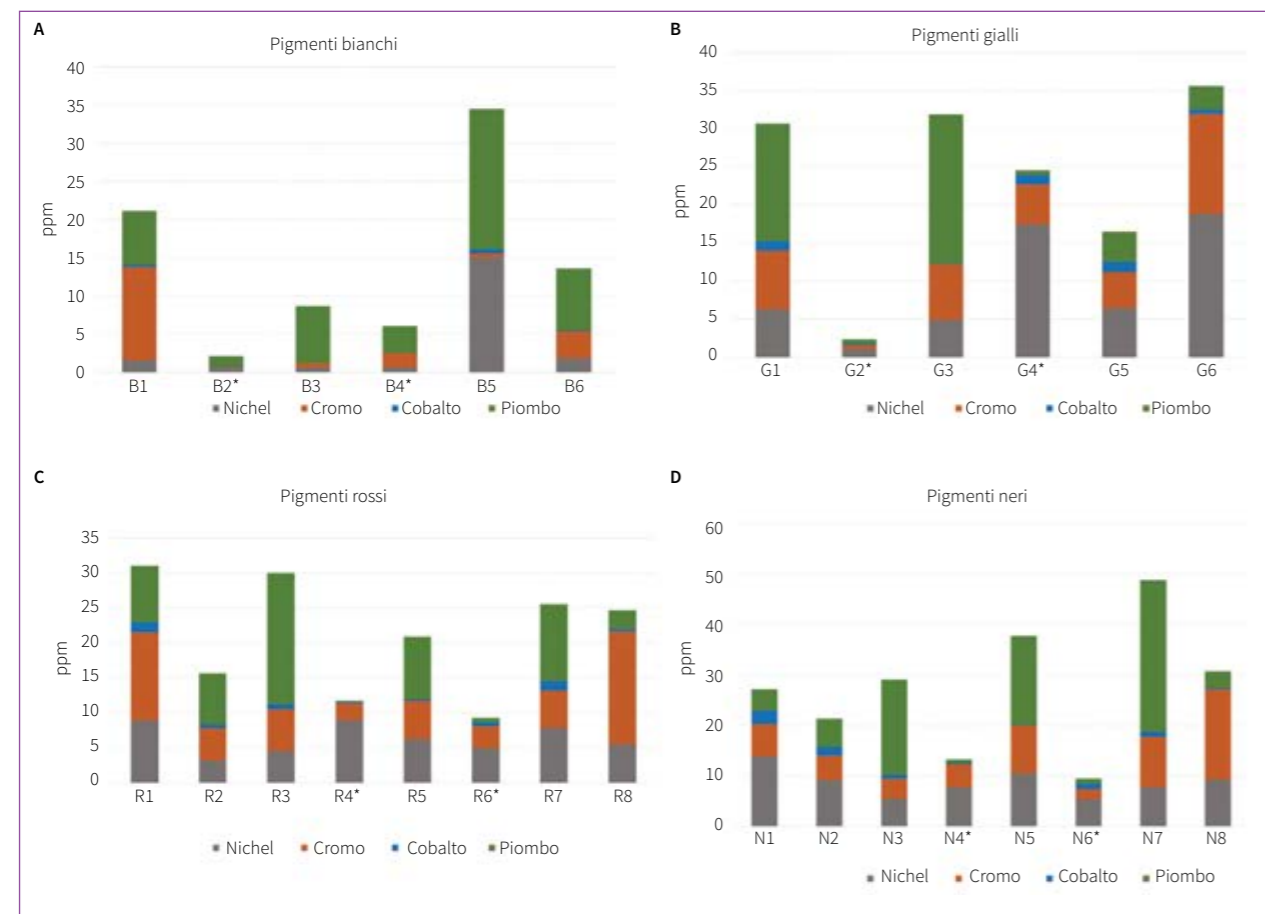 A
Pigmenti bianchi
40
35
30
25
20
15
10
5
0
ppm
B1 B2* B3 B4* B5 B6
Nichel Cromo Cobalto Piombo
B
Pigmenti gialli
40
35
30
25
20
15
10
5
0
ppm
G1 G2* G3 G4* G5 G6
Nichel Cromo Cobalto Piombo
C
Pigmenti rossi
35
30
25
20
15
10
5
0
ppm
R1 R2 R3 R4* R5 R6* R7 R8
Nichel Cromo Cobalto Piombo
D
Pigmenti neri
60
50
40
30
20
10
0
ppm
N1 N2 N3 N4* N5 N6* N7 N8
Nichel Cromo Cobalto Piombo